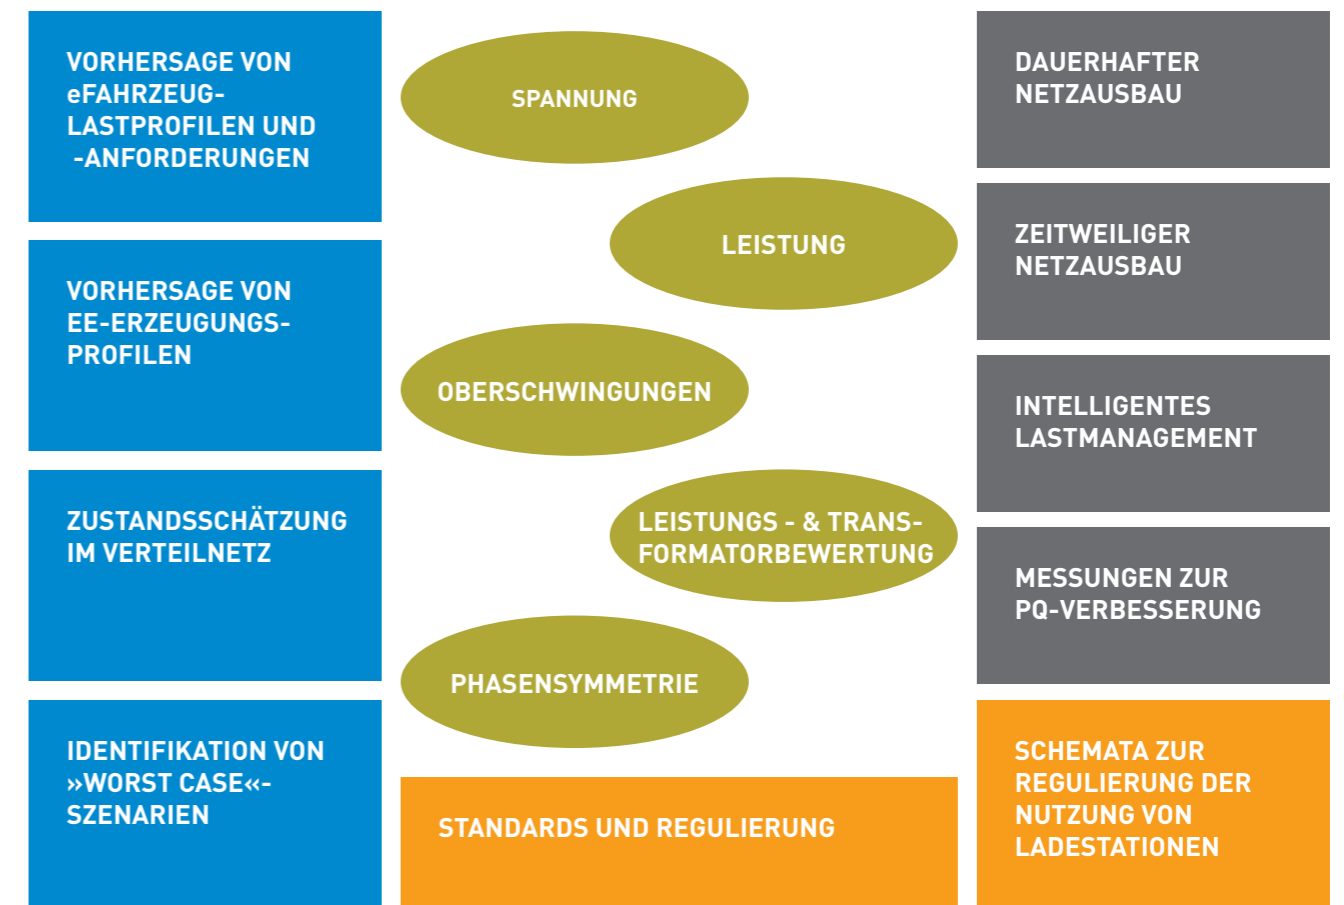 VORHERSAGE VON
eFAHRZEUG-
LASTPROFILEN UND
-ANFORDERUNGEN
VORHERSAGE VON
EE-ERZEUGUNGS-
PROFILEN
ZUSTANDSSCHÄTZUNG
IM VERTEILNETZ
IDENTIFIKATION VON
»WORST CASE«-
SZENARIEN
SPANNUNG
LEISTUNG
OBERSCHWINGUNGEN
LEISTUNGS - & TRANS-
FORMATORBEWERTUNG
PHASENSYMMETRIE
STANDARDS UND REGULIERUNG
DAUERHAFTER
NETZAUSBAU
ZEITWEILIGER
NETZAUSBAU
INTELLIGENTES
LASTMANAGEMENT
MESSUNGEN ZUR
PQ-VERBESSERUNG
SCHEMATA ZUR
REGULIERUNG DER
NUTZUNG VON
LADESTATIONEN